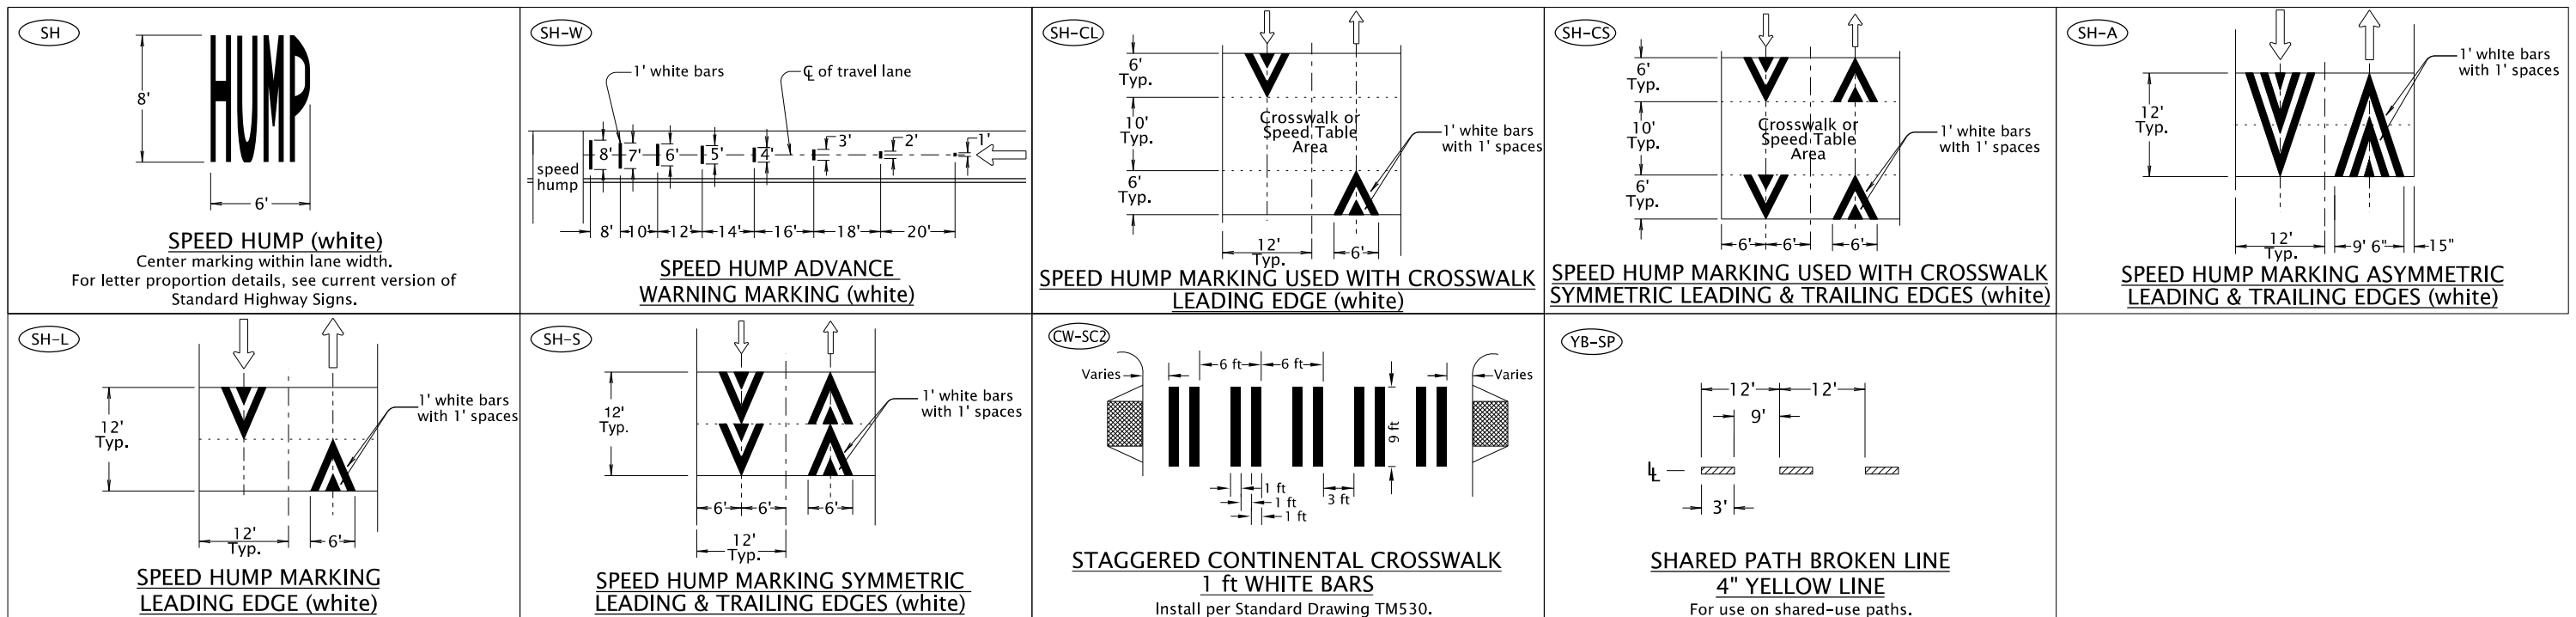 SH
8'
HUMP
6'
SPEED HUMP (white)
Center marking within lane width.
For letter proportion details, see current version of
Standard Highway Signs.
SH-W
1' white bars
℄ of travel lane
8' 7' 6' 5' 4' 3' 2' 1'
speed
hump
8' 10' 12' 14' 16' 18' 20'
SPEED HUMP ADVANCE
WARNING MARKING (white)
SH-CL
6'
Typ.
10'
Typ.
6'
Typ.
Crosswalk or
Speed Table
Area
1' white bars
with 1' spaces
12'
Typ.
6'
SPEED HUMP MARKING USED WITH CROSSWALK
LEADING EDGE (white)
SH-CS
6'
Typ.
10'
Typ.
6'
Typ.
Crosswalk or
Speed Table
Area
1' white bars
with 1' spaces
6' 6' 6'
SPEED HUMP MARKING USED WITH CROSSWALK
SYMMETRIC LEADING & TRAILING EDGES (white)
SH-A
1' white bars
with 1' spaces
12'
Typ.
12'
Typ.
9' 6"
15"
SPEED HUMP MARKING ASYMMETRIC
LEADING & TRAILING EDGES (white)
SH-L
12'
Typ.
1' white bars
with 1' spaces
12'
Typ.
6'
SPEED HUMP MARKING
LEADING EDGE (white)
SH-S
12'
Typ.
1' white bars
with 1' spaces
6' 6' 6'
12'
Typ.
SPEED HUMP MARKING SYMMETRIC
LEADING & TRAILING EDGES (white)
CW-SC2
Varies
6 ft
6 ft
Varies
9 ft
1 ft
1 ft
1 ft
3 ft
STAGGERED CONTINENTAL CROSSWALK
1 ft WHITE BARS
Install per Standard Drawing TM530.
YB-SP
12' 12'
9'
3'
SHARED PATH BROKEN LINE
4" YELLOW LINE
For use on shared-use paths.